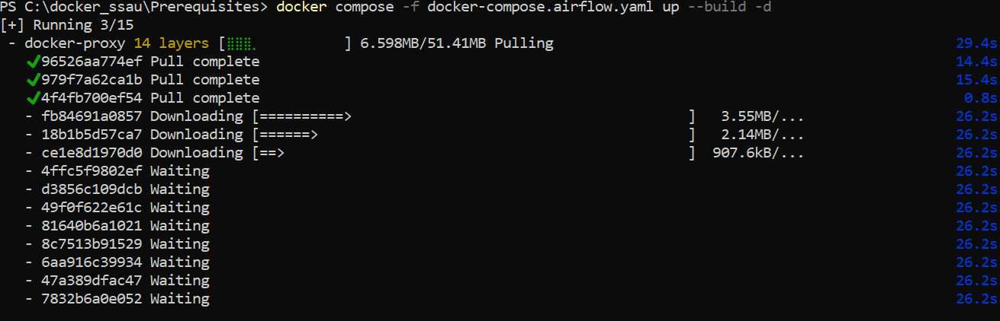 PS C:\docker_ssau\Prerequisites> docker compose -f docker-compose.airflow.yaml up --build -d
[+] Running 3/15
- docker-proxy 14 layers [⣿⣿⣿⡀ ] 6.598MB/51.41MB Pulling 29.4s
✔96526aa774ef Pull complete 14.4s
✔979f7a62ca1b Pull complete 15.4s
✔4f4fb700ef54 Pull complete 0.8s
- fb84691a0857 Downloading [==========> ] 3.55MB/... 26.2s
- 18b1b5d57ca7 Downloading [======> ] 2.14MB/... 26.2s
- ce1e8d1970d0 Downloading [==> ] 907.6kB/... 26.2s
- 4ffc5f9802ef Waiting 26.2s
- d3856c109dcb Waiting 26.2s
- 49f0f622e61c Waiting 26.2s
- 81640b6a1021 Waiting 26.2s
- 8c7513b91529 Waiting 26.2s
- 6aa916c39934 Waiting 26.2s
- 47a389dfac47 Waiting 26.2s
- 7832b6a0e052 Waiting 26.2s